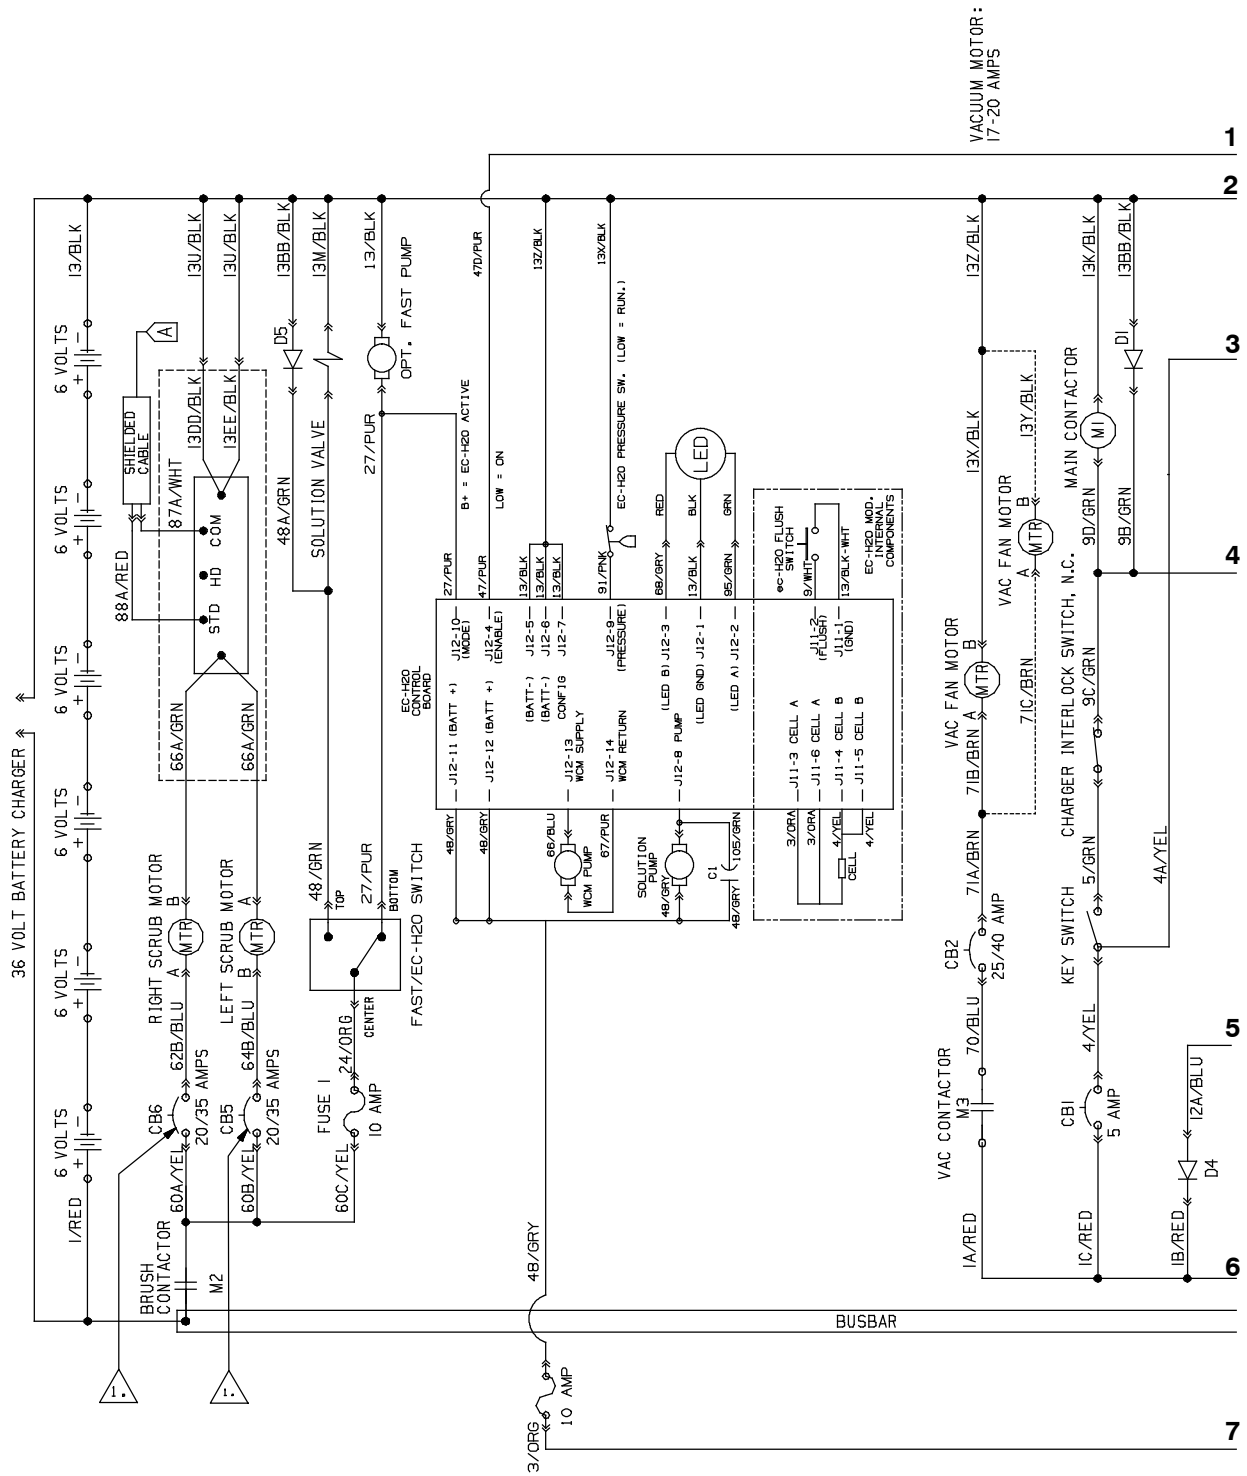 VACUUM MOTOR:
17-20 AMPS
1
2
3
4
5
6
7
36 VOLT BATTERY CHARGER
1/RED
6 VOLTS
+ -
6 VOLTS
+ -
6 VOLTS
+ -
6 VOLTS
+ -
6 VOLTS
+ -
6 VOLTS
+ -
13/BLK
SHIELDED
CABLE
A
88A/RED
87A/WHT
STD
HD
COM
13DD/BLK
13EE/BLK
13U/BLK
13U/BLK
66A/GRN
66A/GRN
BRUSH
CONTACTOR
M2
1.
1.
60A/YEL
CB6
20/35 AMPS
62B/BLU
RIGHT SCRUB MOTOR
A
MTR
B
60B/YEL
CB5
20/35 AMPS
64B/BLU
LEFT SCRUB MOTOR
B
MTR
A
48A/GRN
D5
13BB/BLK
SOLUTION VALVE
13M/BLK
60C/YEL
FUSE 1
10 AMP
24/ORG
CENTER
48/GRN
TOP
27/PUR
BOTTOM
FAST/EC-H2O SWITCH
27/PUR
OPT. FAST PUMP
13/BLK
B+ = EC-H2O ACTIVE
LOW = ON
47D/PUR
13Z/BLK
13X/BLK
EC-H2O PRESSURE SW. (LOW = RUN.)
EC-H2O
CONTROL
BOARD
27/PUR
J12-10
(MODE)
47/PUR
J12-4
(ENABLE)
13/BLK
J12-5
(BATT-)
13/BLK
J12-6
(BATT-)
13/BLK
J12-7
CONFIG
91/PNK
J12-9
(PRESSURE)
68/GRY
RED
(LED B) J12-3
13/BLK
BLK
(LED GND) J12-1
95/GRN
GRN
(LED A) J12-2
LED
48/GRY
J12-11 (BATT +)
48/GRY
J12-12 (BATT +)
66/BLU
J12-13
WCM SUPPLY
67/PUR
J12-14
WCM RETURN
WCM PUMP
J12-8 PUMP
SOLUTION
PUMP
48/GRY
C1
105/GRN
48/GRY
ec-H2O FLUSH
SWITCH
9/WHT
J11-2
(FLUSH)
13/BLK-WHT
J11-1
(GND)
EC-H2O MOD.
INTERNAL
COMPONENTS
3/ORA
J11-3 CELL A
3/ORA
J11-6 CELL A
4/YEL
J11-4 CELL B
4/YEL
J11-5 CELL B
CELL
48/GRY
3/ORG
10 AMP
BUSBAR
1A/RED
VAC CONTACTOR
M3
70/BLU
CB2
25/40 AMP
71A/BRN
71B/BRN
VAC FAN MOTOR
A
MTR
B
13X/BLK
13Z/BLK
71C/BRN
VAC FAN MOTOR
A
MTR
B
13Y/BLK
1C/RED
CB1
5 AMP
4/YEL
KEY SWITCH
5/GRN
CHARGER INTERLOCK SWITCH, N.C.
9C/GRN
9D/GRN
MAIN CONTACTOR
M1
13K/BLK
9B/GRN
D1
13BB/BLK
4A/YEL
1B/RED
D4
12A/BLU